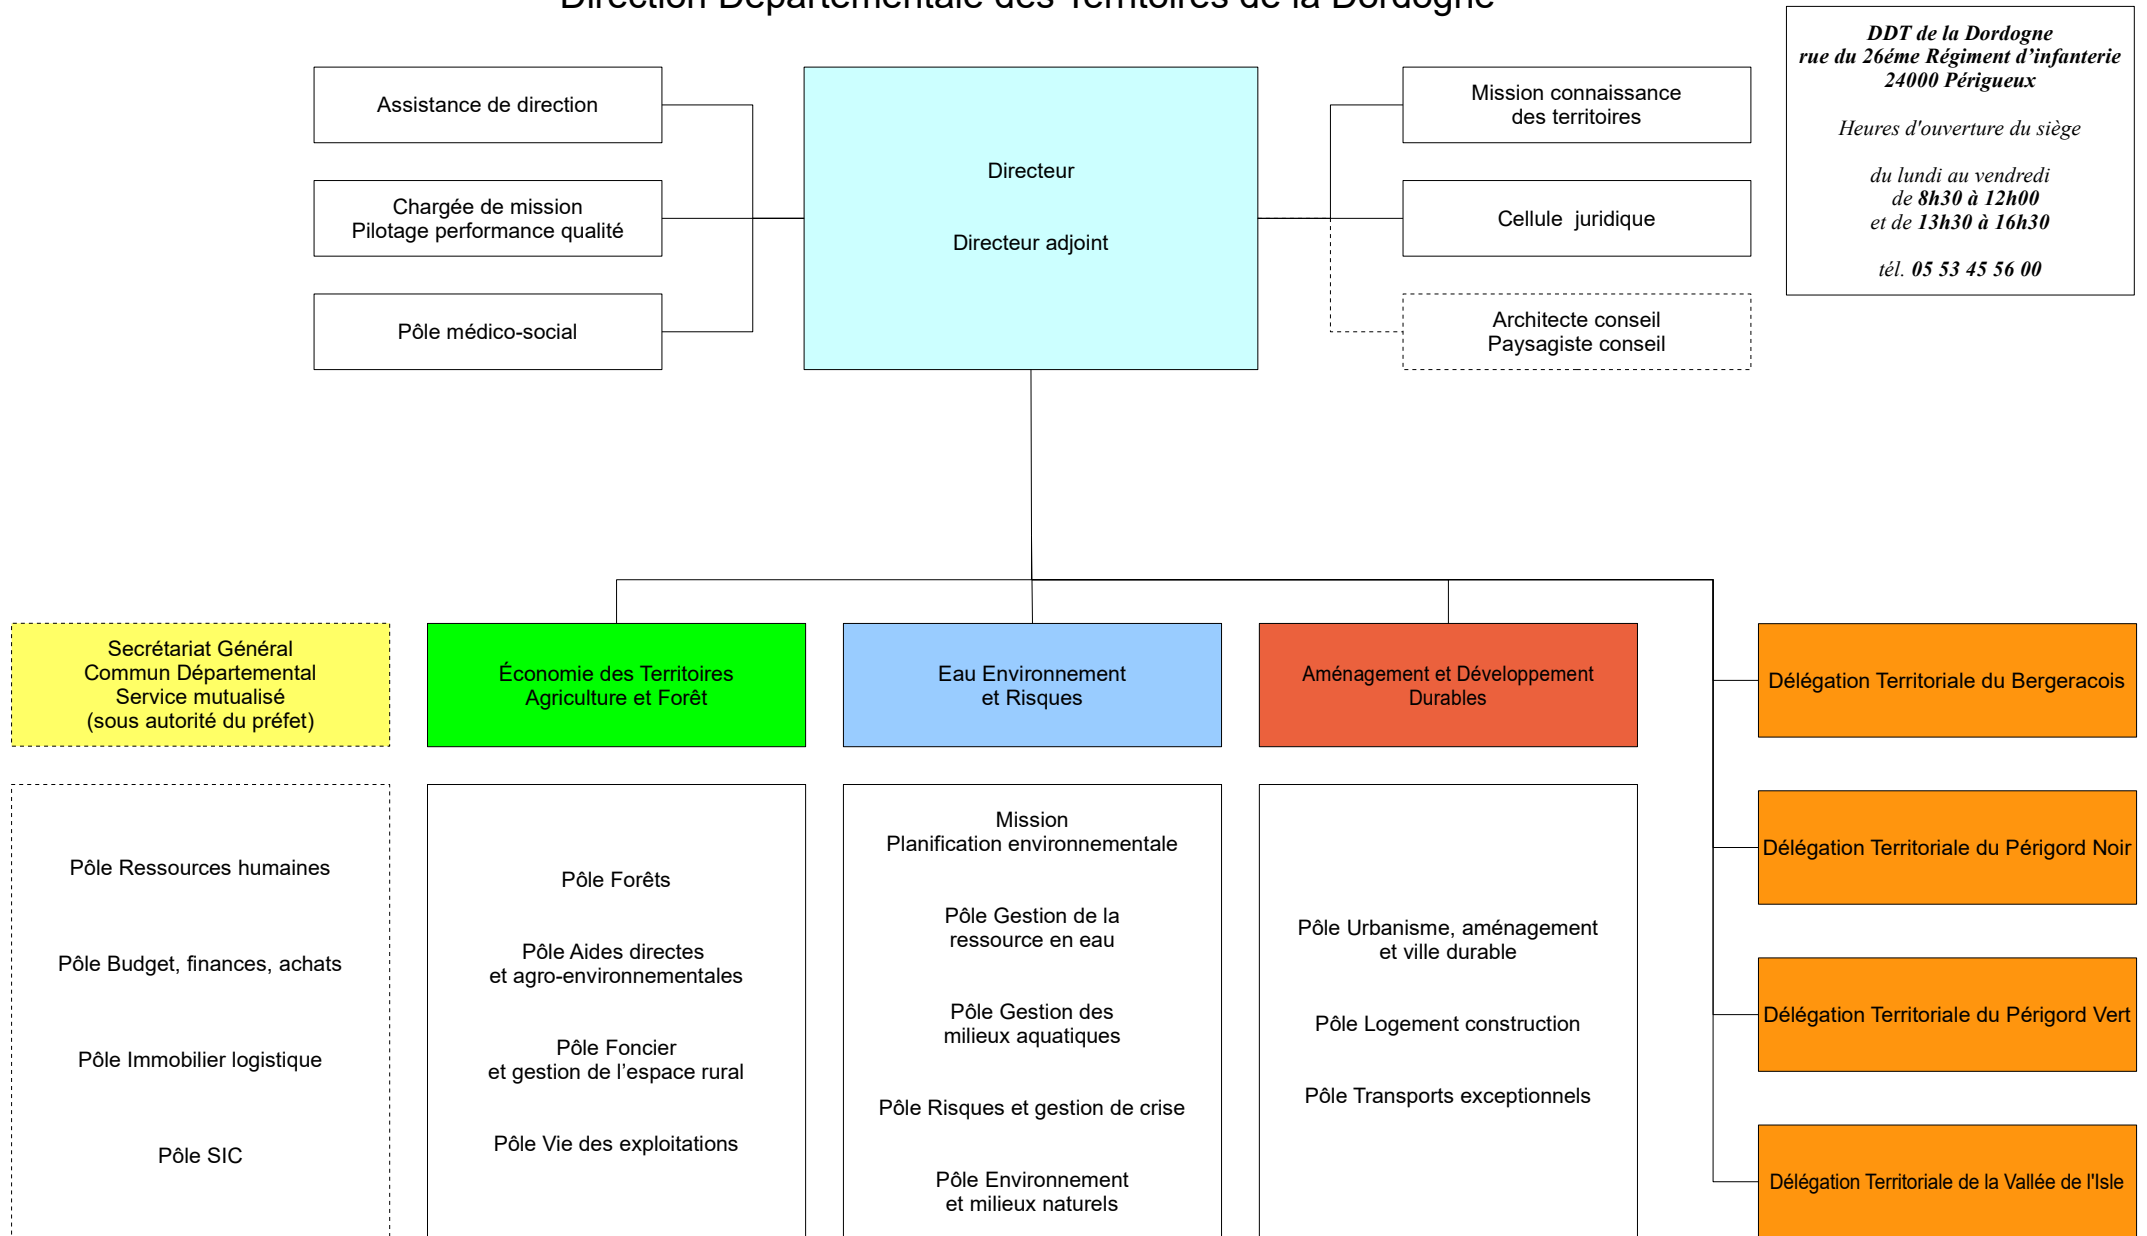 Direction Départementale des Territoires de la Dordogne
DDT de la Dordogne
rue du 26éme Régiment d'infanterie
24000 Périgueux
Heures d'ouverture du siège
du lundi au vendredi
de 8h30 à 12h00
et de 13h30 à 16h30
tél. 05 53 45 56 00
Assistance de direction
Chargée de mission
Pilotage performance qualité
Pôle médico-social
Directeur
Directeur adjoint
Mission connaissance
des territoires
Cellule  juridique
Architecte conseil
Paysagiste conseil
Secrétariat Général
Commun Départemental
Service mutualisé
(sous autorité du préfet)
Pôle Ressources humaines
Pôle Budget, finances, achats
Pôle Immobilier logistique
Pôle SIC
Économie des Territoires
Agriculture et Forêt
Pôle Forêts
Pôle Aides directes
et agro-environnementales
Pôle Foncier
et gestion de l’espace rural
Pôle Vie des exploitations
Eau Environnement
et Risques
Mission
Planification environnementale
Pôle Gestion de la
ressource en eau
Pôle Gestion des
milieux aquatiques
Pôle Risques et gestion de crise
Pôle Environnement
et milieux naturels
Aménagement et Développement
Durables
Pôle Urbanisme, aménagement
et ville durable
Pôle Logement construction
Pôle Transports exceptionnels
Délégation Territoriale du Bergeracois
Délégation Territoriale du Périgord Noir
Délégation Territoriale du Périgord Vert
Délégation Territoriale de la Vallée de l'Isle